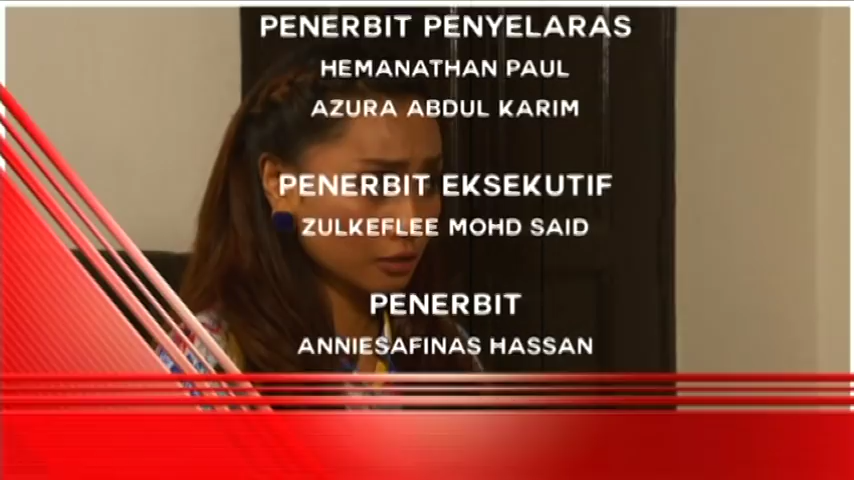 PENERBIT PENYELARAS
HEMANATHAN PAUL
AZURA ABDUL KARIM
PENERBIT EKSEKUTIF
ZULKEFLEE MOHD SAID
PENERBIT
ANNIESAFINAS HASSAN